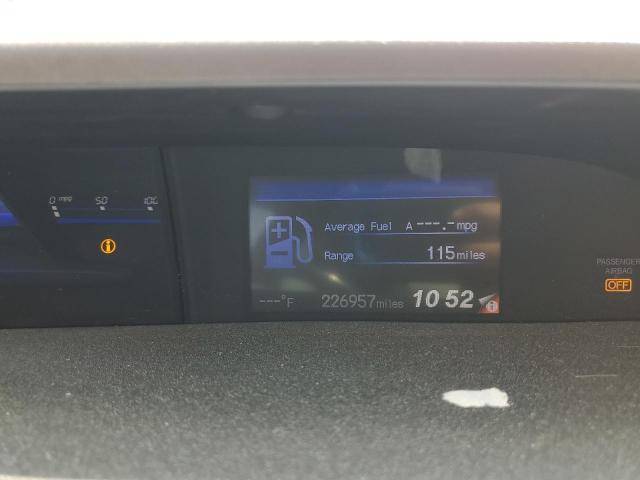 0 mpg 50 100
Average Fuel A ---.- mpg
Range 115 miles
---°F 226957 miles 10 52
PASSENGER
AIRBAG
OFF